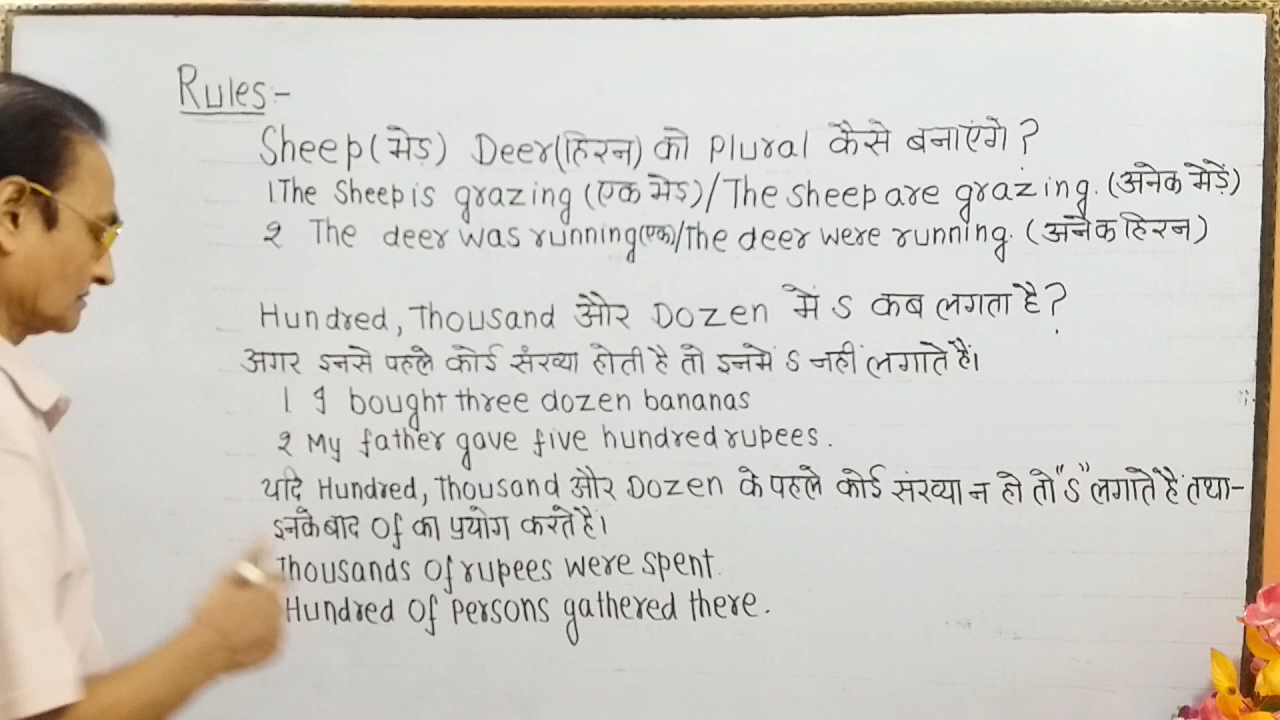 Rules:-
Sheep(भेड़) Deer(हिरन) को Plural कैसे बनाएंगे?
1.The Sheep is grazing (एक भेड़)/The sheep are grazing. (अनेक भेड़ें)
2 The deer was running(एक)/The deer were running. (अनेक हिरन)
Hundred, Thousand और Dozen में S कब लगता है?
अगर इनसे पहले कोई संख्या होती है तो इनमें S नहीं लगाते हैं।
1 I bought three dozen bananas
2 My father gave five hundred rupees.
यदि Hundred, Thousand और Dozen के पहले कोई संख्या न हो तो "S" लगाते हैं तथा-
इनके बाद Of का प्रयोग करते है।
Thousands Of rupees were spent.
Hundred Of Persons gathered there.